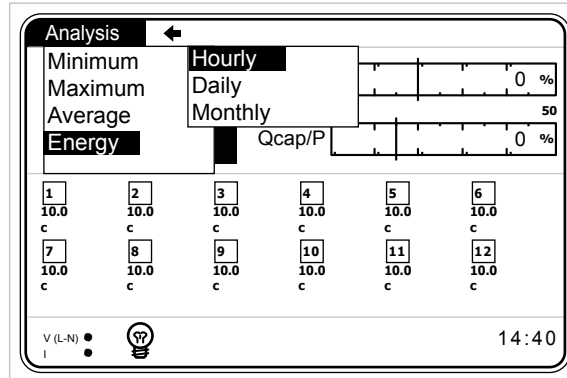 Analysis
Minimum
Maximum
Average
Energy
Hourly
Daily
Monthly
0 %
50
Qcap/P
0 %
1 2 3 4 5 6
10.0 10.0 10.0 10.0 10.0 10.0
c c c c c c
7 8 9 10 11 12
10.0 10.0 10.0 10.0 10.0 10.0
c c c c c c
V (L-N)
I
14:40